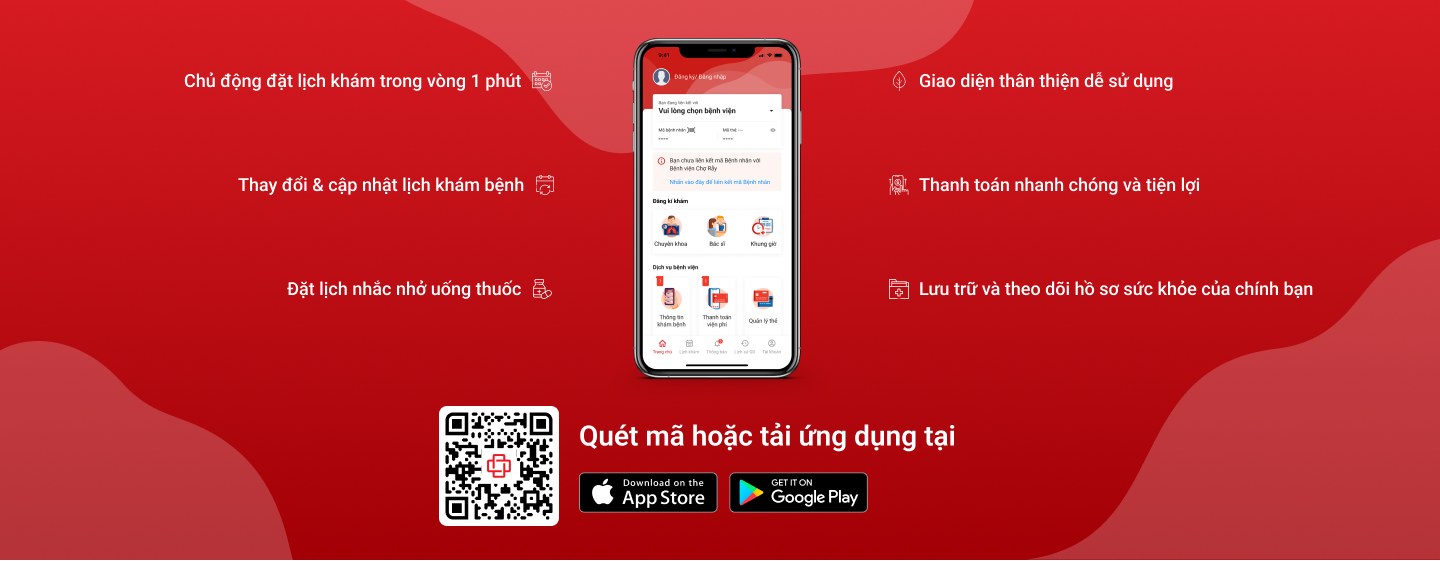 Chủ động đặt lịch khám trong vòng 1 phút
Thay đổi & cập nhật lịch khám bệnh
Đặt lịch nhắc nhở uống thuốc
9:41
Đăng ký/ Đăng nhập
Bạn đang liên kết với
Vui lòng chọn bệnh viện
Mã bệnh nhân
Mã thẻ: ---
----
----
Bạn chưa liên kết mã Bệnh nhân với
Bệnh viện Chợ Rẫy
Nhấn vào đây để liên kết mã Bệnh nhân
Đăng kí khám
Chuyên khoa
Bác sĩ
Khung giờ
Dịch vụ bệnh viện
Thông tin
khám bệnh
Thanh toán
viện phí
Quản lý thẻ
Trang chủ
Lịch khám
Thông báo
Lịch sử GD
Tài khoản
Giao diện thân thiện dễ sử dụng
Thanh toán nhanh chóng và tiện lợi
Lưu trữ và theo dõi hồ sơ sức khỏe của chính bạn
Quét mã hoặc tải ứng dụng tại
Download on the
App Store
GET IT ON
Google Play